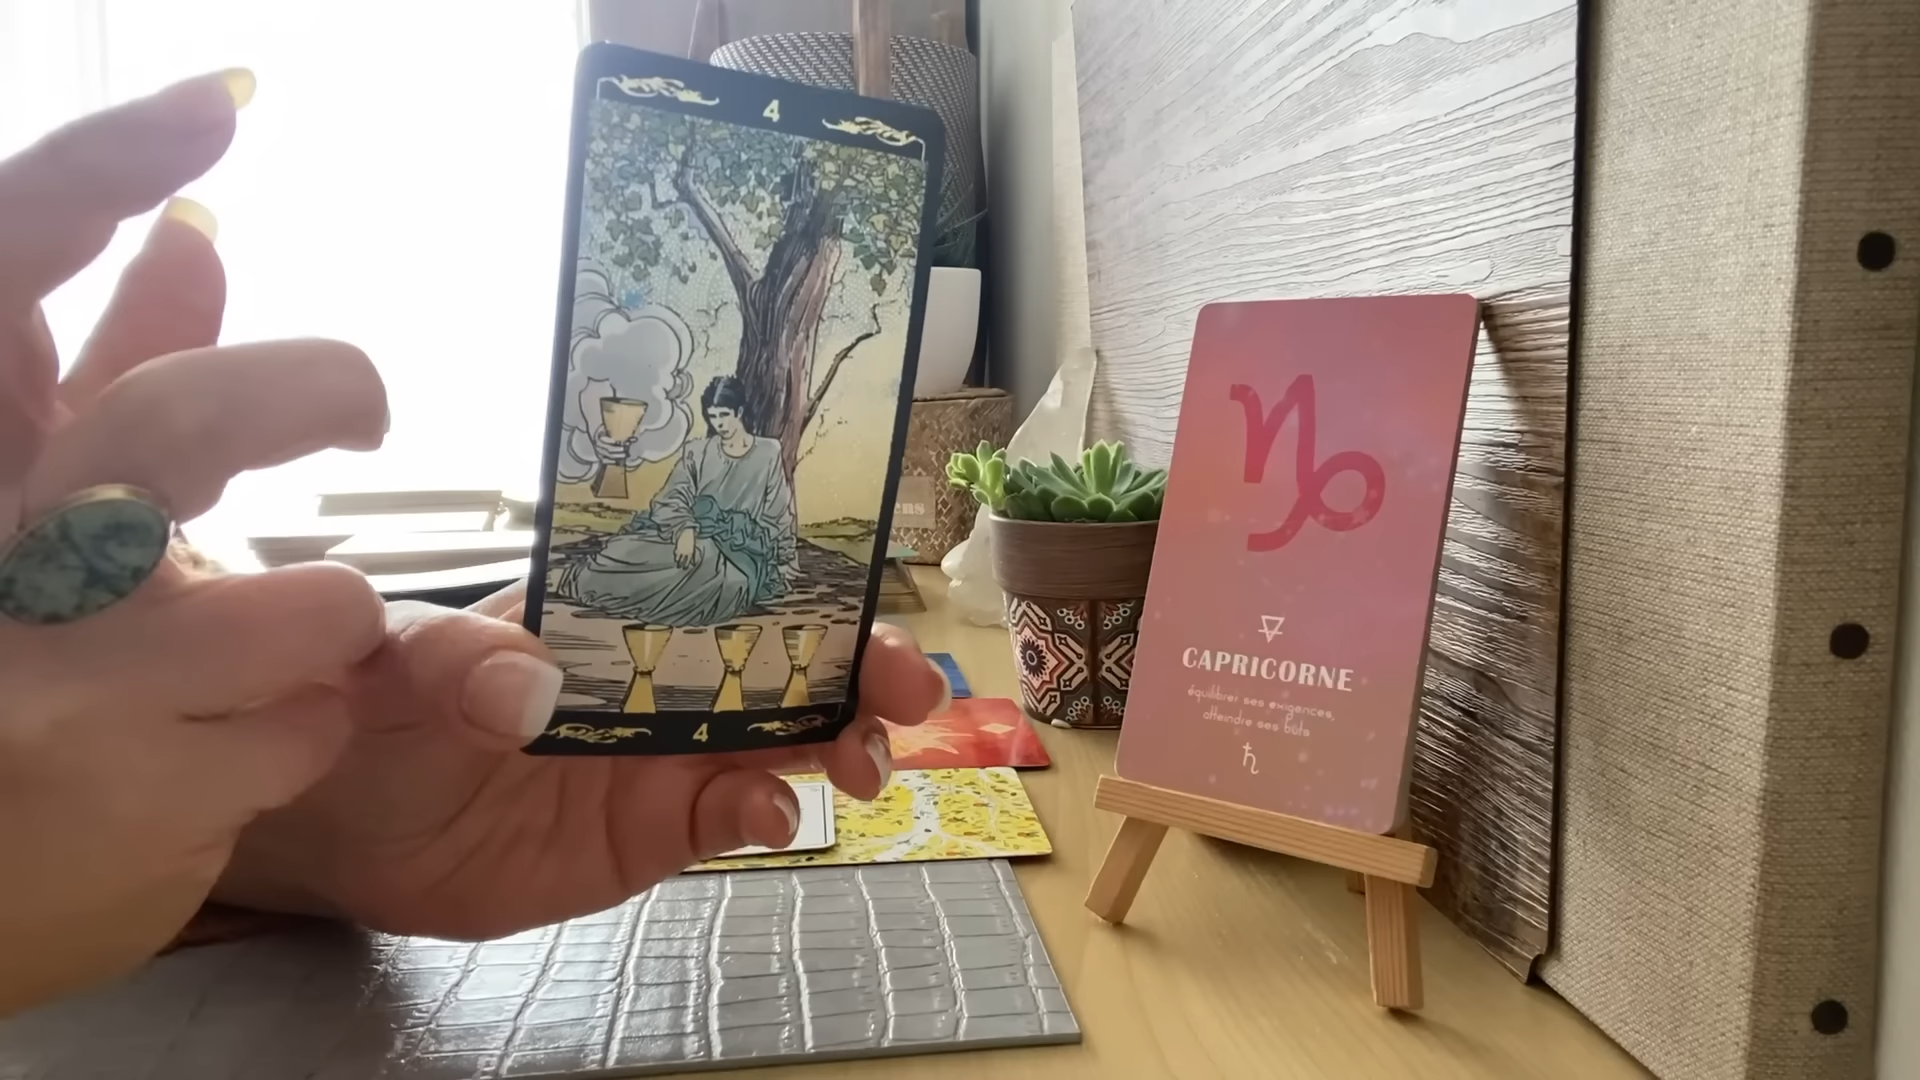 4
4
CAPRICORNE
équilibrer ses exigences,
atteindre ses buts